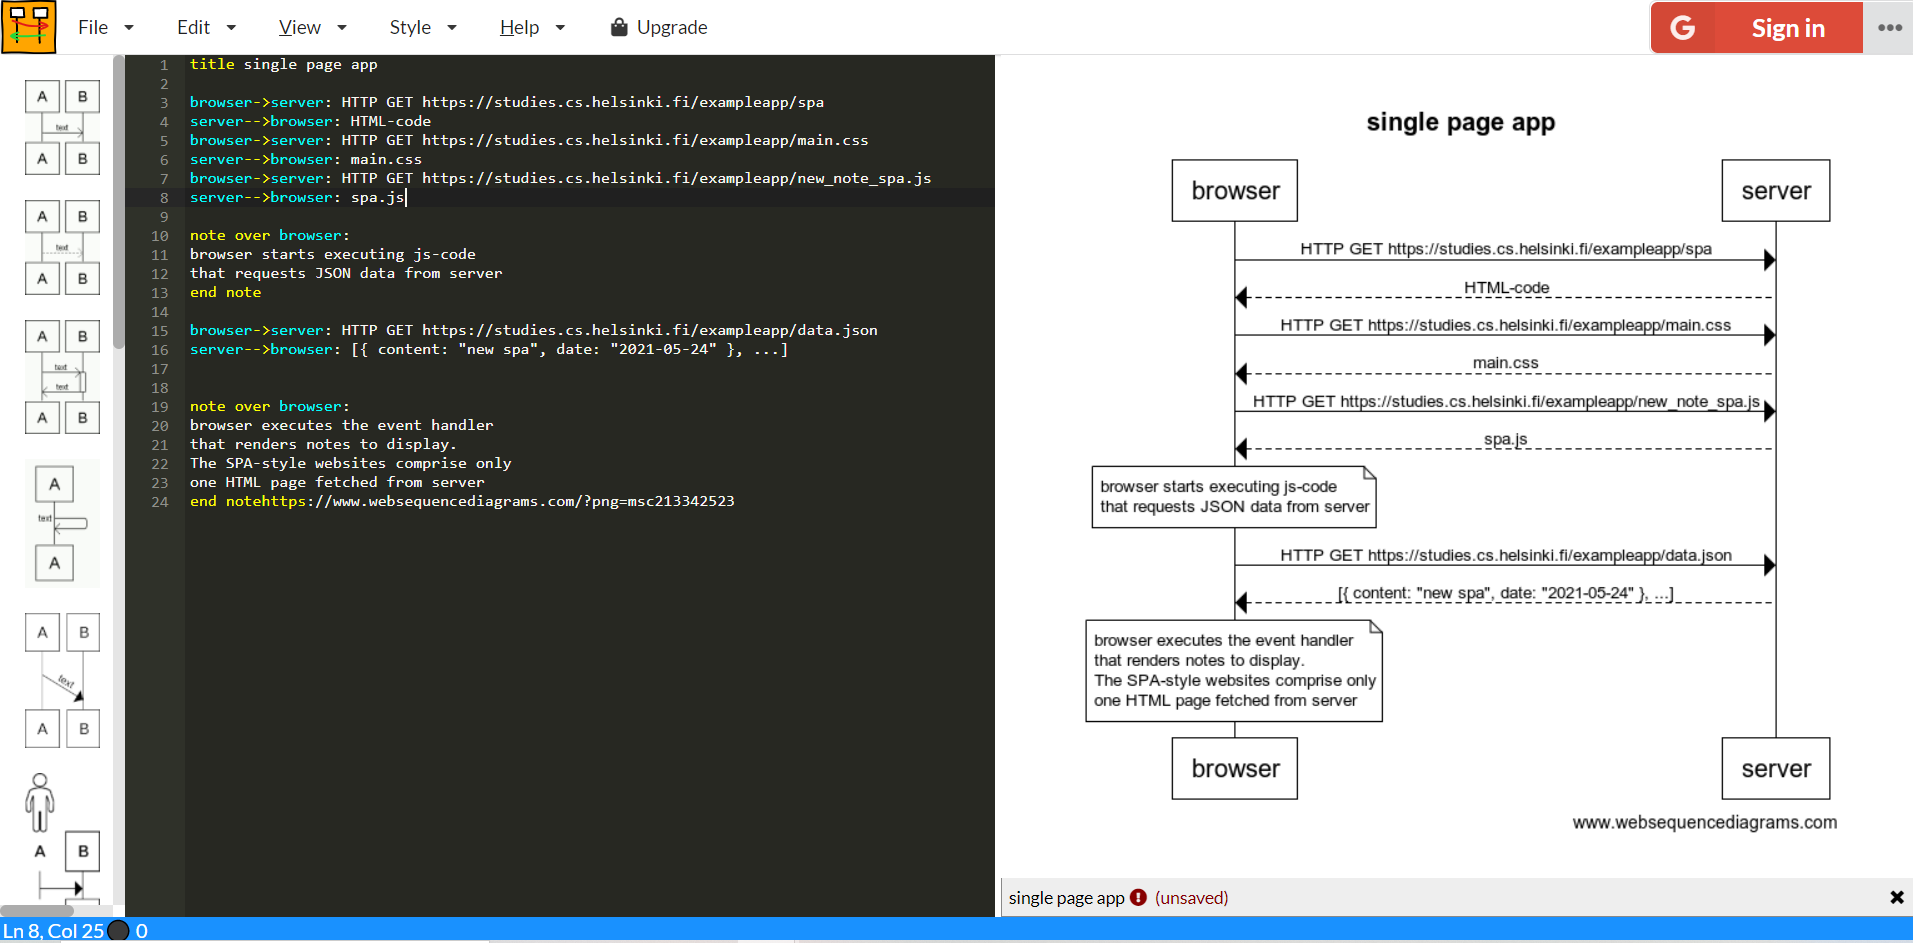 File
Edit
View
Style
Help
Upgrade
G Sign in
A B
text
A B
A B
text
A B
A B
text
text
A B
A
text
A
A B
text
A B
A B
1 title single page app
2
3 browser->server: HTTP GET https://studies.cs.helsinki.fi/exampleapp/spa
4 server-->browser: HTML-code
5 browser->server: HTTP GET https://studies.cs.helsinki.fi/exampleapp/main.css
6 server-->browser: main.css
7 browser->server: HTTP GET https://studies.cs.helsinki.fi/exampleapp/new_note_spa.js
8 server-->browser: spa.js
9
10 note over browser:
11 browser starts executing js-code
12 that requests JSON data from server
13 end note
14
15 browser->server: HTTP GET https://studies.cs.helsinki.fi/exampleapp/data.json
16 server-->browser: [{ content: "new spa", date: "2021-05-24" }, ...]
17
18
19 note over browser:
20 browser executes the event handler
21 that renders notes to display.
22 The SPA-style websites comprise only
23 one HTML page fetched from server
24 end notehttps://www.websequencediagrams.com/?png=msc213342523
single page app
browser server
HTTP GET https://studies.cs.helsinki.fi/exampleapp/spa
HTML-code
HTTP GET https://studies.cs.helsinki.fi/exampleapp/main.css
main.css
HTTP GET https://studies.cs.helsinki.fi/exampleapp/new_note_spa.js
spa.js
browser starts executing js-code
that requests JSON data from server
HTTP GET https://studies.cs.helsinki.fi/exampleapp/data.json
[{ content: "new spa", date: "2021-05-24" }, ...]
browser executes the event handler
that renders notes to display.
The SPA-style websites comprise only
one HTML page fetched from server
browser server
www.websequencediagrams.com
single page app (unsaved)
Ln 8, Col 25 0